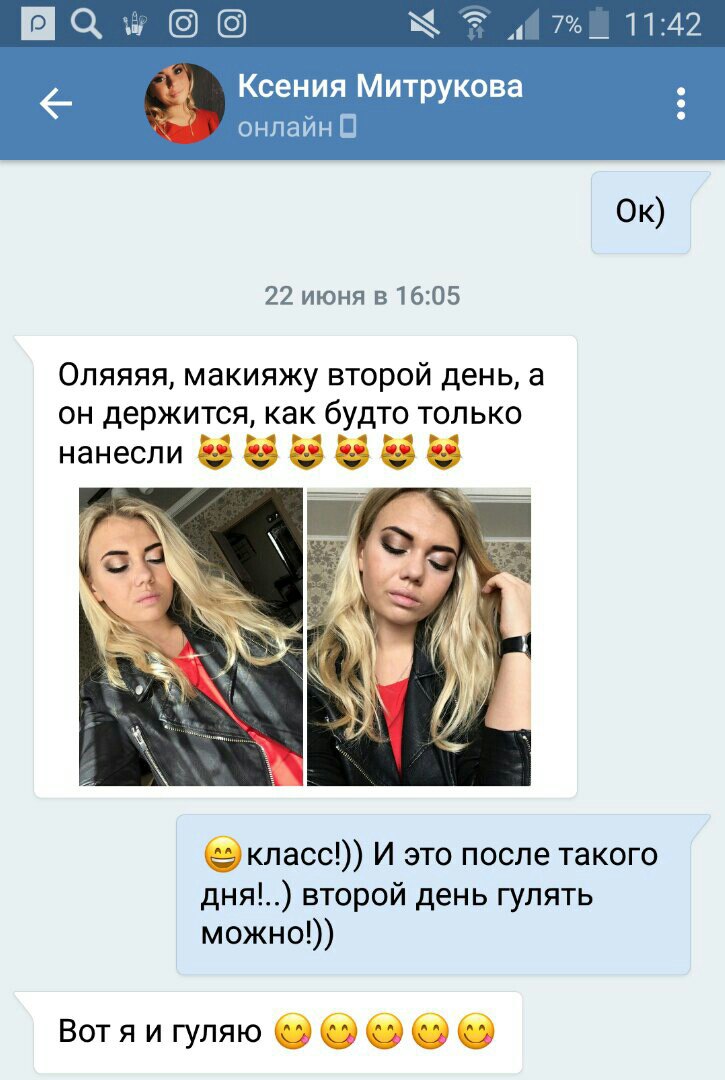 7% 11:42
Ксения Митрукова
онлайн
Ок)
22 июня в 16:05
Оляяяя, макияжу второй день, а
он держится, как будто только
нанесли 😻😻😻😻😻😻
😄класс!)) И это после такого
дня!..) второй день гулять
можно!))
Вот я и гуляю 😋😋😋😋😋